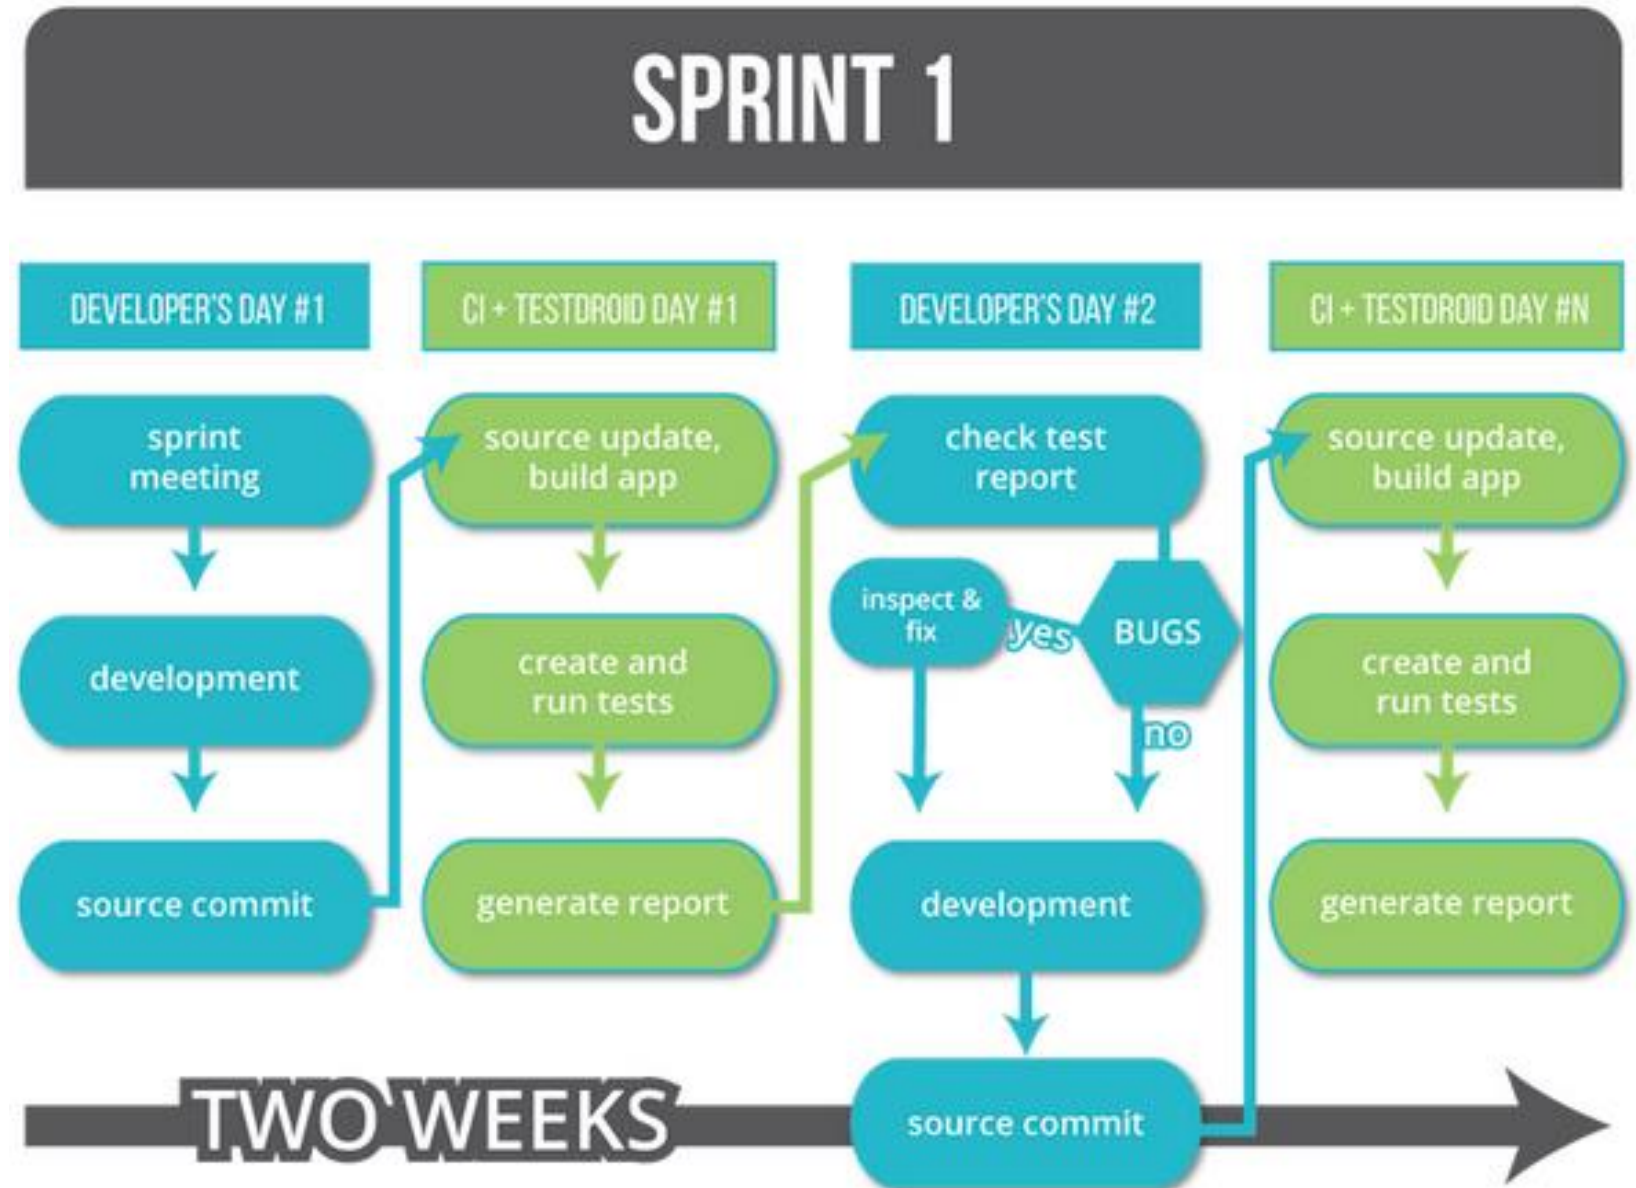 SPRINT 1
DEVELOPER'S DAY #1
sprint
meeting
development
source commit
CI + TESTDROID DAY #1
source update,
build app
create and
run tests
generate report
DEVELOPER'S DAY #2
check test
report
BUGS
yes
inspect &
fix
no
development
source commit
CI + TESTDROID DAY #N
source update,
build app
create and
run tests
generate report
TWO WEEKS